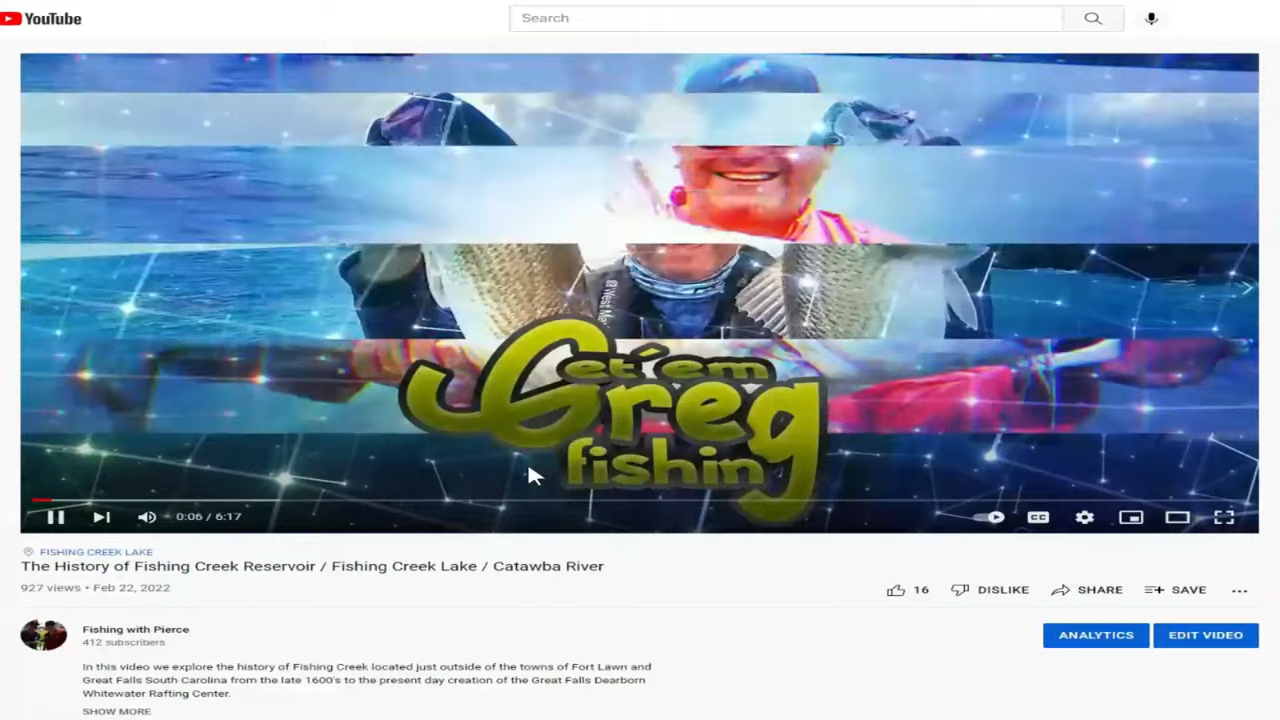 YouTube
Search
@West Ma
Get'em
Greg
fishin
0:06 / 6:17
CC
FISHING CREEK LAKE
The History of Fishing Creek Reservoir / Fishing Creek Lake / Catawba River
927 views • Feb 22, 2022
16 DISLIKE SHARE SAVE
Fishing with Pierce
412 subscribers
ANALYTICS EDIT VIDEO
In this video we explore the history of Fishing Creek located just outside of the towns of Fort Lawn and
Great Falls South Carolina from the late 1600's to the present day creation of the Great Falls Dearborn
Whitewater Rafting Center.
SHOW MORE